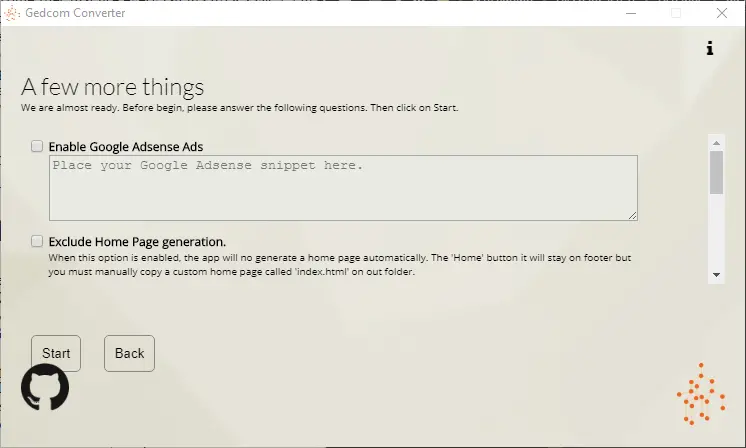 Gedcom Converter
A few more things
We are almost ready. Before begin, please answer the following questions. Then click on Start.
Enable Google Adsense Ads
Place your Google Adsense snippet here.
Exclude Home Page generation.
When this option is enabled, the app will no generate a home page automatically. The 'Home' button it will stay on footer but
you must manually copy a custom home page called 'index.html' on out folder.
Start Back